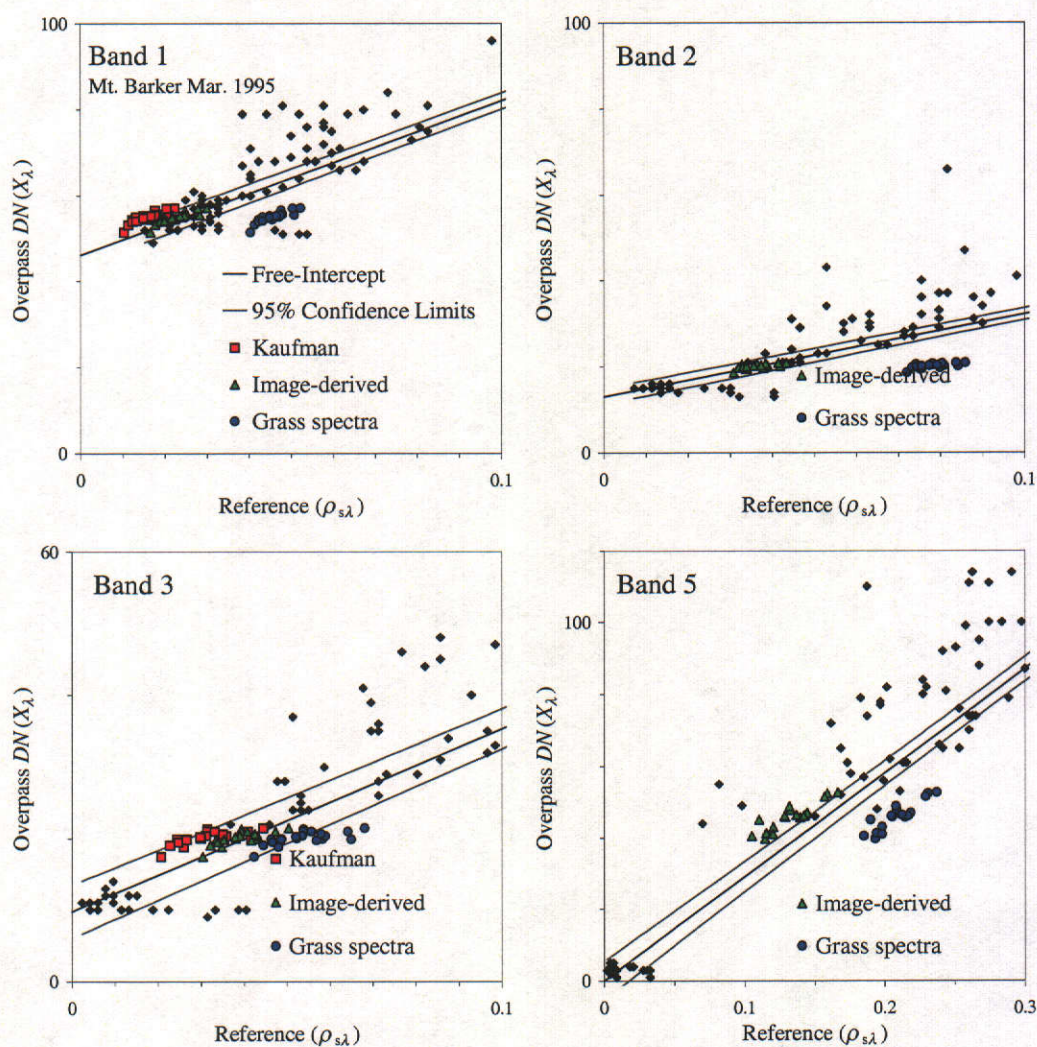 100
Band 1
Mt. Barker Mar. 1995
Overpass DN (Xλ)
Free-Intercept
95% Confidence Limits
Kaufman
Image-derived
Grass spectra
0
0
0.1
Reference (ρsλ)
100
Band 2
Overpass DN (Xλ)
Image-derived
Grass spectra
0
0
0.1
Reference (ρsλ)
60
Band 3
Overpass DN (Xλ)
Kaufman
Image-derived
Grass spectra
0
0
0.1
Reference (ρsλ)
Band 5
100
Overpass DN (Xλ)
Image-derived
Grass spectra
0
0
0.1
0.2
0.3
Reference (ρsλ)